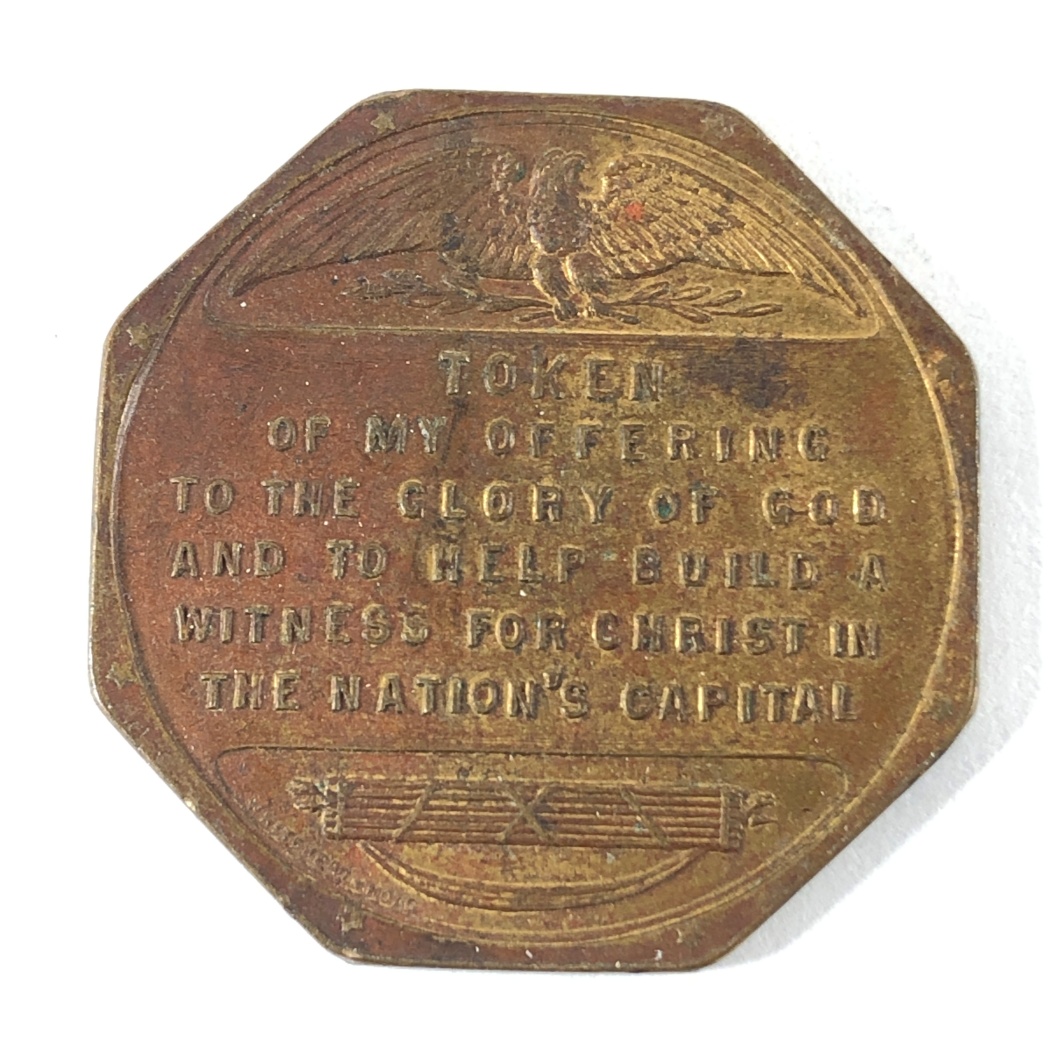 TOKEN
OF MY OFFERING
TO THE GLORY OF GOD
AND TO HELP BUILD A
WITNESS FOR CHRIST IN
THE NATION'S CAPITAL